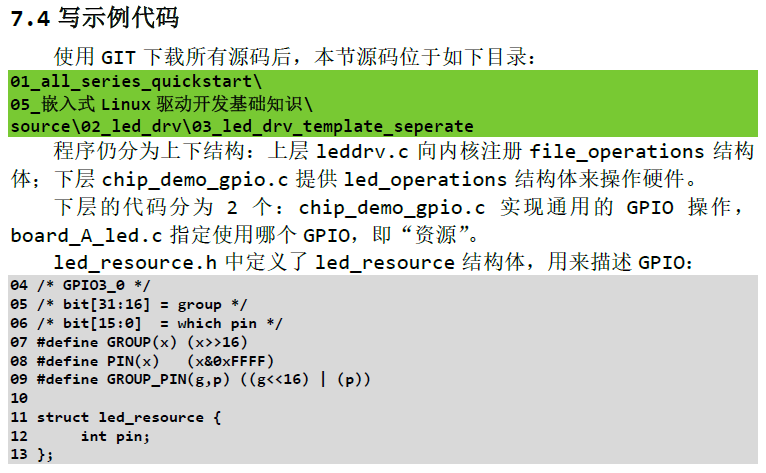 7.4 写示例代码
使用 GIT 下载所有源码后，本节源码位于如下目录：
01_all_series_quickstart\
05_嵌入式 Linux 驱动开发基础知识\
source\02_led_drv\03_led_drv_template_seperate
程序仍分为上下结构：上层 leddrv.c 向内核注册 file_operations 结构
体；下层 chip_demo_gpio.c 提供 led_operations 结构体来操作硬件。
下层的代码分为 2 个：chip_demo_gpio.c 实现通用的 GPIO 操作，
board_A_led.c 指定使用哪个 GPIO，即“资源”。
led_resource.h 中定义了 led_resource 结构体，用来描述 GPIO：
04 /* GPIO3_0 */
05 /* bit[31:16] = group */
06 /* bit[15:0]  = which pin */
07 #define GROUP(x) (x>>16)
08 #define PIN(x)   (x&0xFFFF)
09 #define GROUP_PIN(g,p) ((g<<16) | (p))
10
11 struct led_resource {
12      int pin;
13 };